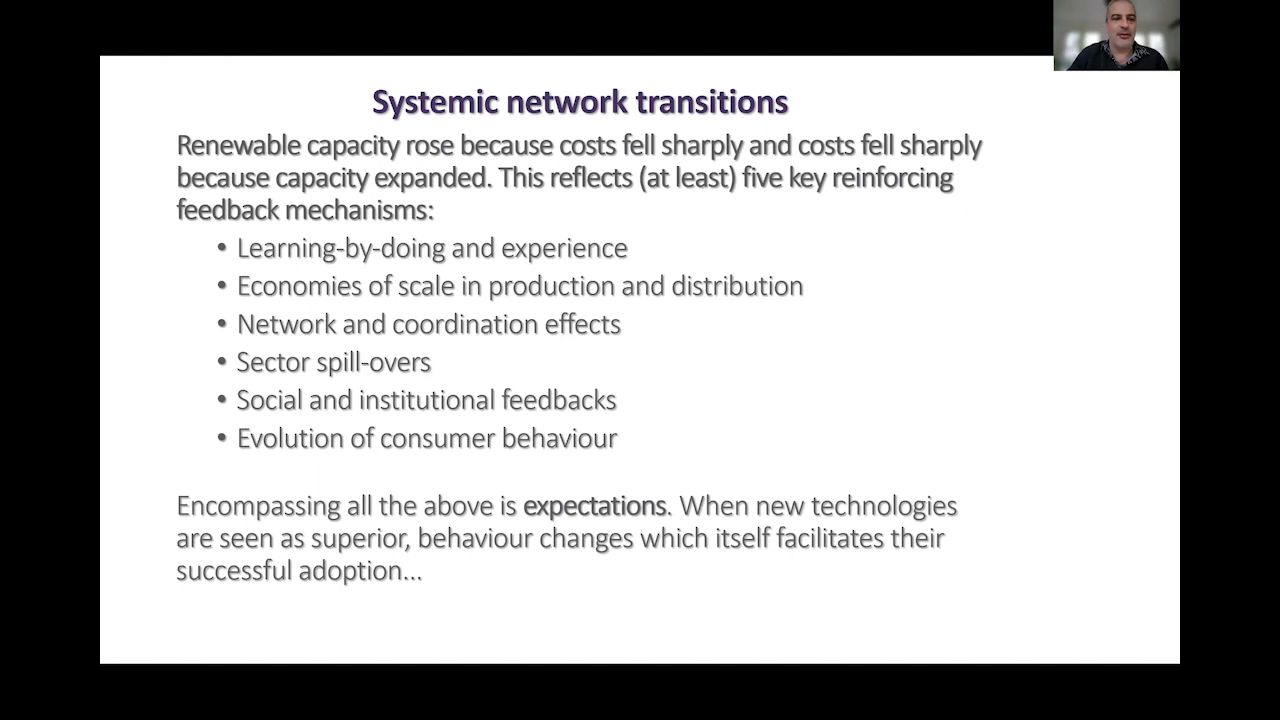 Systemic network transitions
Renewable capacity rose because costs fell sharply and costs fell sharply
because capacity expanded. This reflects (at least) five key reinforcing
feedback mechanisms:
• Learning-by-doing and experience
• Economies of scale in production and distribution
• Network and coordination effects
• Sector spill-overs
• Social and institutional feedbacks
• Evolution of consumer behaviour
Encompassing all the above is expectations. When new technologies
are seen as superior, behaviour changes which itself facilitates their
successful adoption...